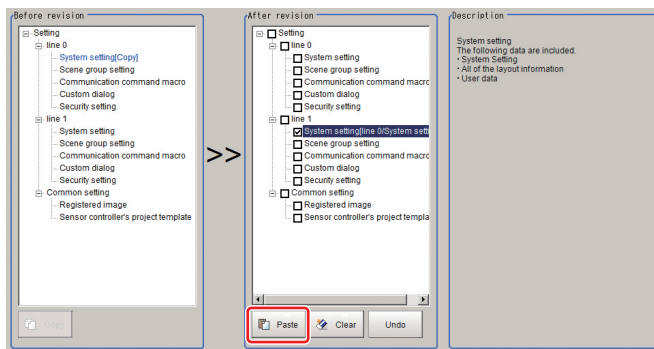 Before revision
Setting
line 0
System setting[Copy]
Scene group setting
Communication command macro
Custom dialog
Security setting
line 1
System setting
Scene group setting
Communication command macro
Custom dialog
Security setting
Common setting
Registered image
Sensor controller's project template
Copy
>>
After revision
Setting
line 0
System setting
Scene group setting
Communication command macro
Custom dialog
Security setting
line 1
System setting[line 0/System setti
Scene group setting
Communication command macro
Custom dialog
Security setting
Common setting
Registered image
Sensor controller's project templa
Paste
Clear
Undo
Description
System setting
The following data are included.
・System Setting
・All of the layout information
・User data